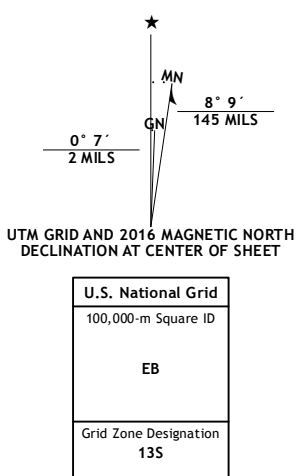 ★
MN
GN
8° 9´
145 MILS
0° 7´
2 MILS
UTM GRID AND 2016 MAGNETIC NORTH
DECLINATION AT CENTER OF SHEET
U.S. National Grid
100,000-m Square ID
EB
Grid Zone Designation
13S